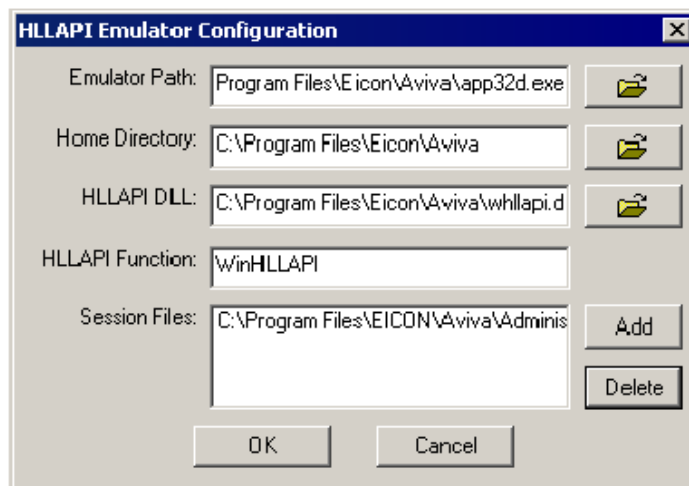 HLLAPI Emulator Configuration
Emulator Path: Program Files\Eicon\Aviva\app32d.exe
Home Directory: C:\Program Files\Eicon\Aviva
HLLAPI DLL: C:\Program Files\Eicon\Aviva\whllapi.d
HLLAPI Function: WinHLLAPI
Session Files: C:\Program Files\EICON\Aviva\Adminis
Add
Delete
OK Cancel